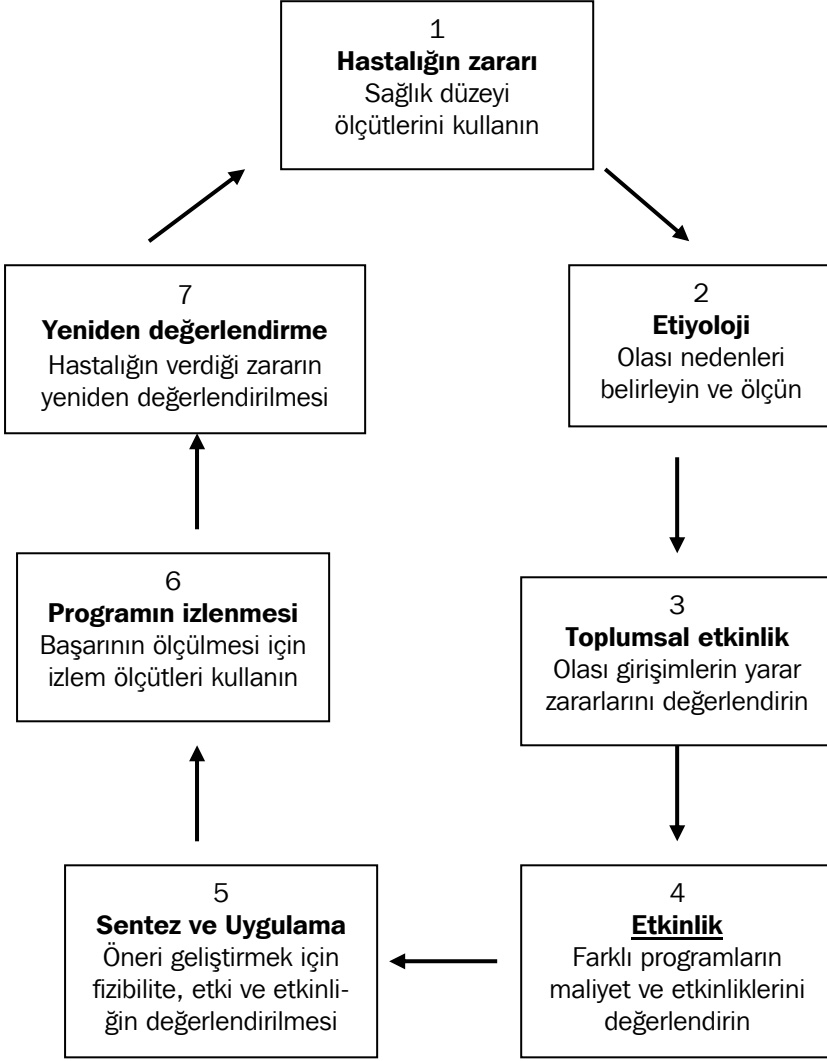 1
Hastalığın zararı
Sağlık düzeyi
ölçütlerini kullanın
2
Etiyoloji
Olası nedenleri
belirleyin ve ölçün
3
Toplumsal etkinlik
Olası girişimlerin yarar
zararlarını değerlendirin
4
Etkinlik
Farklı programların
maliyet ve etkinliklerini
değerlendirin
5
Sentez ve Uygulama
Öneri geliştirmek için
fizibilite, etki ve etkinli-
ğin değerlendirilmesi
6
Programın izlenmesi
Başarının ölçülmesi için
izlem ölçütleri kullanın
7
Yeniden değerlendirme
Hastalığın verdiği zararın
yeniden değerlendirilmesi